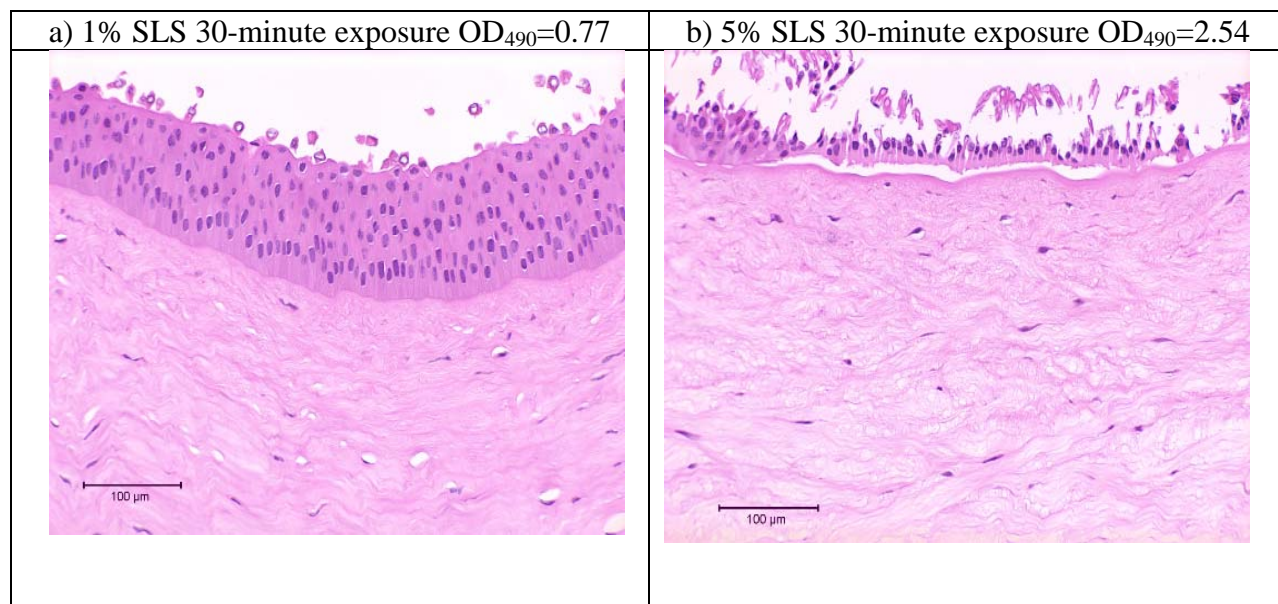 a) 1% SLS 30-minute exposure OD₄₉₀=0.77
b) 5% SLS 30-minute exposure OD₄₉₀=2.54
100 µm
100 µm